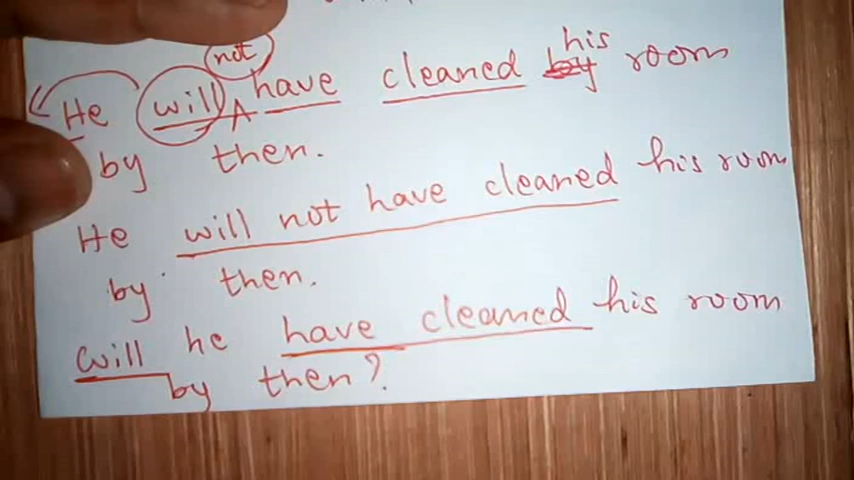 not
He will ^ have cleaned his room
by then.
He will not have cleaned his room
by then.
will he have cleaned his room
by then?